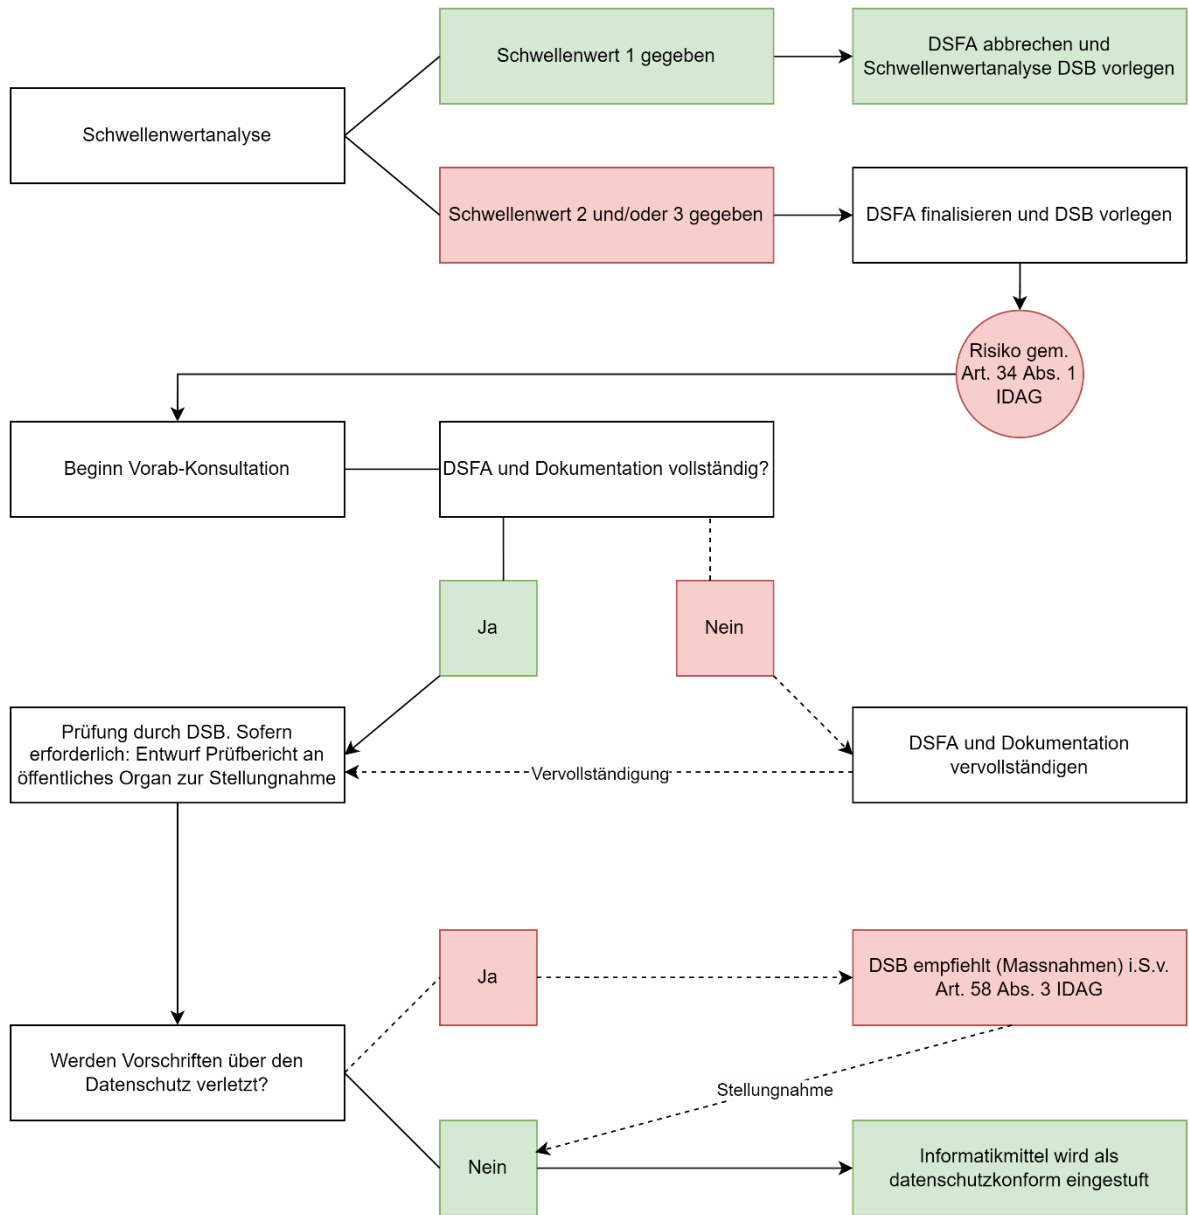 Schwellenwert 1 gegeben
DSFA abbrechen und
Schwellenwertanalyse DSB vorlegen
Schwellenwertanalyse
Schwellenwert 2 und/oder 3 gegeben
DSFA finalisieren und DSB vorlegen
Risiko gem.
Art. 34 Abs. 1
IDAG
Beginn Vorab-Konsultation
DSFA und Dokumentation vollständig?
Ja
Nein
Prüfung durch DSB. Sofern
erforderlich: Entwurf Prüfbericht an
öffentliches Organ zur Stellungnahme
Vervollständigung
DSFA und Dokumentation
vervollständigen
Ja
DSB empfiehlt (Massnahmen) i.S.v.
Art. 58 Abs. 3 IDAG
Werden Vorschriften über den
Datenschutz verletzt?
Stellungnahme
Nein
Informatikmittel wird als
datenschutzkonform eingestuft